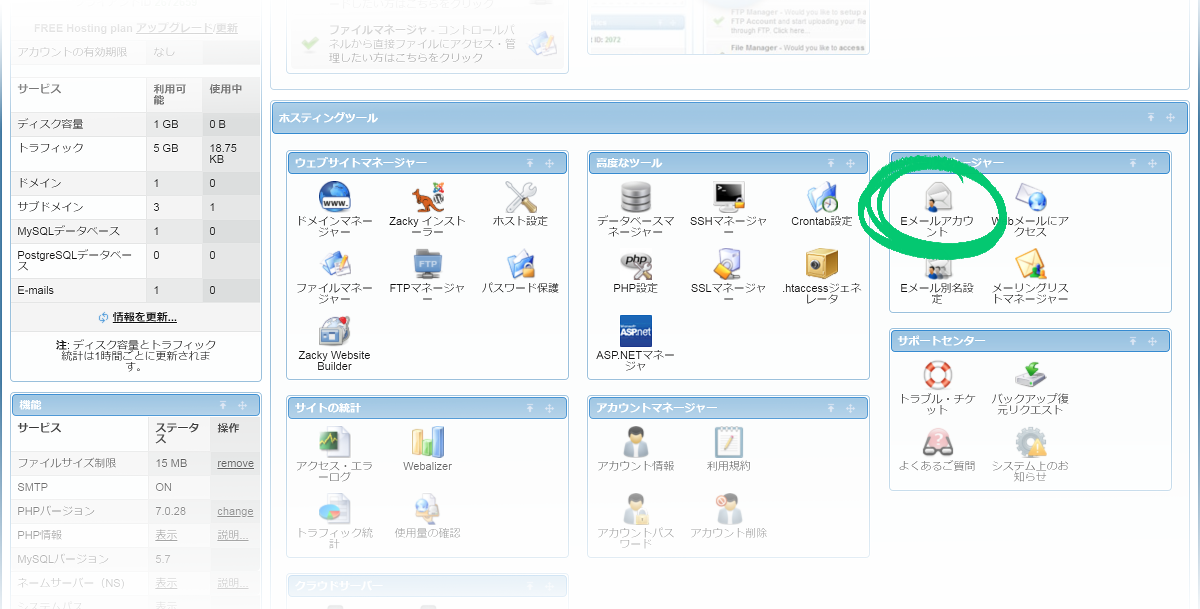 FREE Hosting plan アップグレード/更新
アカウントの有効期限 なし
サービス 利用可能 使用中
ディスク容量 1 GB 0 B
トラフィック 5 GB 18.75 KB
ドメイン 1 0
サブドメイン 3 1
MySQLデータベース 1 0
PostgreSQLデータベース 0 0
E-mails 1 0
情報を更新...
注: ディスク容量とトラフィック
統計は1時間ごとに更新されま
す。
機能
サービス ステータス 操作
ファイルサイズ制限 15 MB remove
SMTP ON
PHPバージョン 7.0.28 change
PHP情報 表示 説明...
MySQLバージョン 5.7
ネームサーバー（NS） 表示 説明...
システムパス 表示
ードしたい方はこちらをクリック
ファイルマネージャ - コントロールパ
ネルから直接ファイルにアクセス・管
理したい方はこちらをクリック
ID: 2072
FTP Manager - Would you like to setup a
FTP Account and start uploading your file
through FTP. Click here...
File Manager - Would you like to access
ホスティングツール
ウェブサイトマネージャー
ドメインマネー
ジャー
Zacky インスト
ーラー
ホスト設定
ファイルマネー
ジャー
FTPマネージャ
ー
パスワード保護
Zacky Website
Builder
高度なツール
データベースマ
ネージャー
SSHマネージャ
ー
Crontab設定
PHP設定
SSLマネージャ
ー
.htaccessジェネ
レータ
ASP.NETマネー
ジャ
ージャー
Eメールアカウ
ント
Webメールにア
クセス
Eメール別名設
定
メーリングリス
トマネージャー
サポートセンター
トラブル・チケ
ット
バックアップ復
元リクエスト
よくあるご質問
システム上のお
知らせ
サイトの統計
アクセス・エラ
ーログ
Webalizer
トラフィック統
計
使用量の確認
アカウントマネージャー
アカウント情報
利用規約
アカウントパス
ワード
アカウント削除
クラウドサーバー